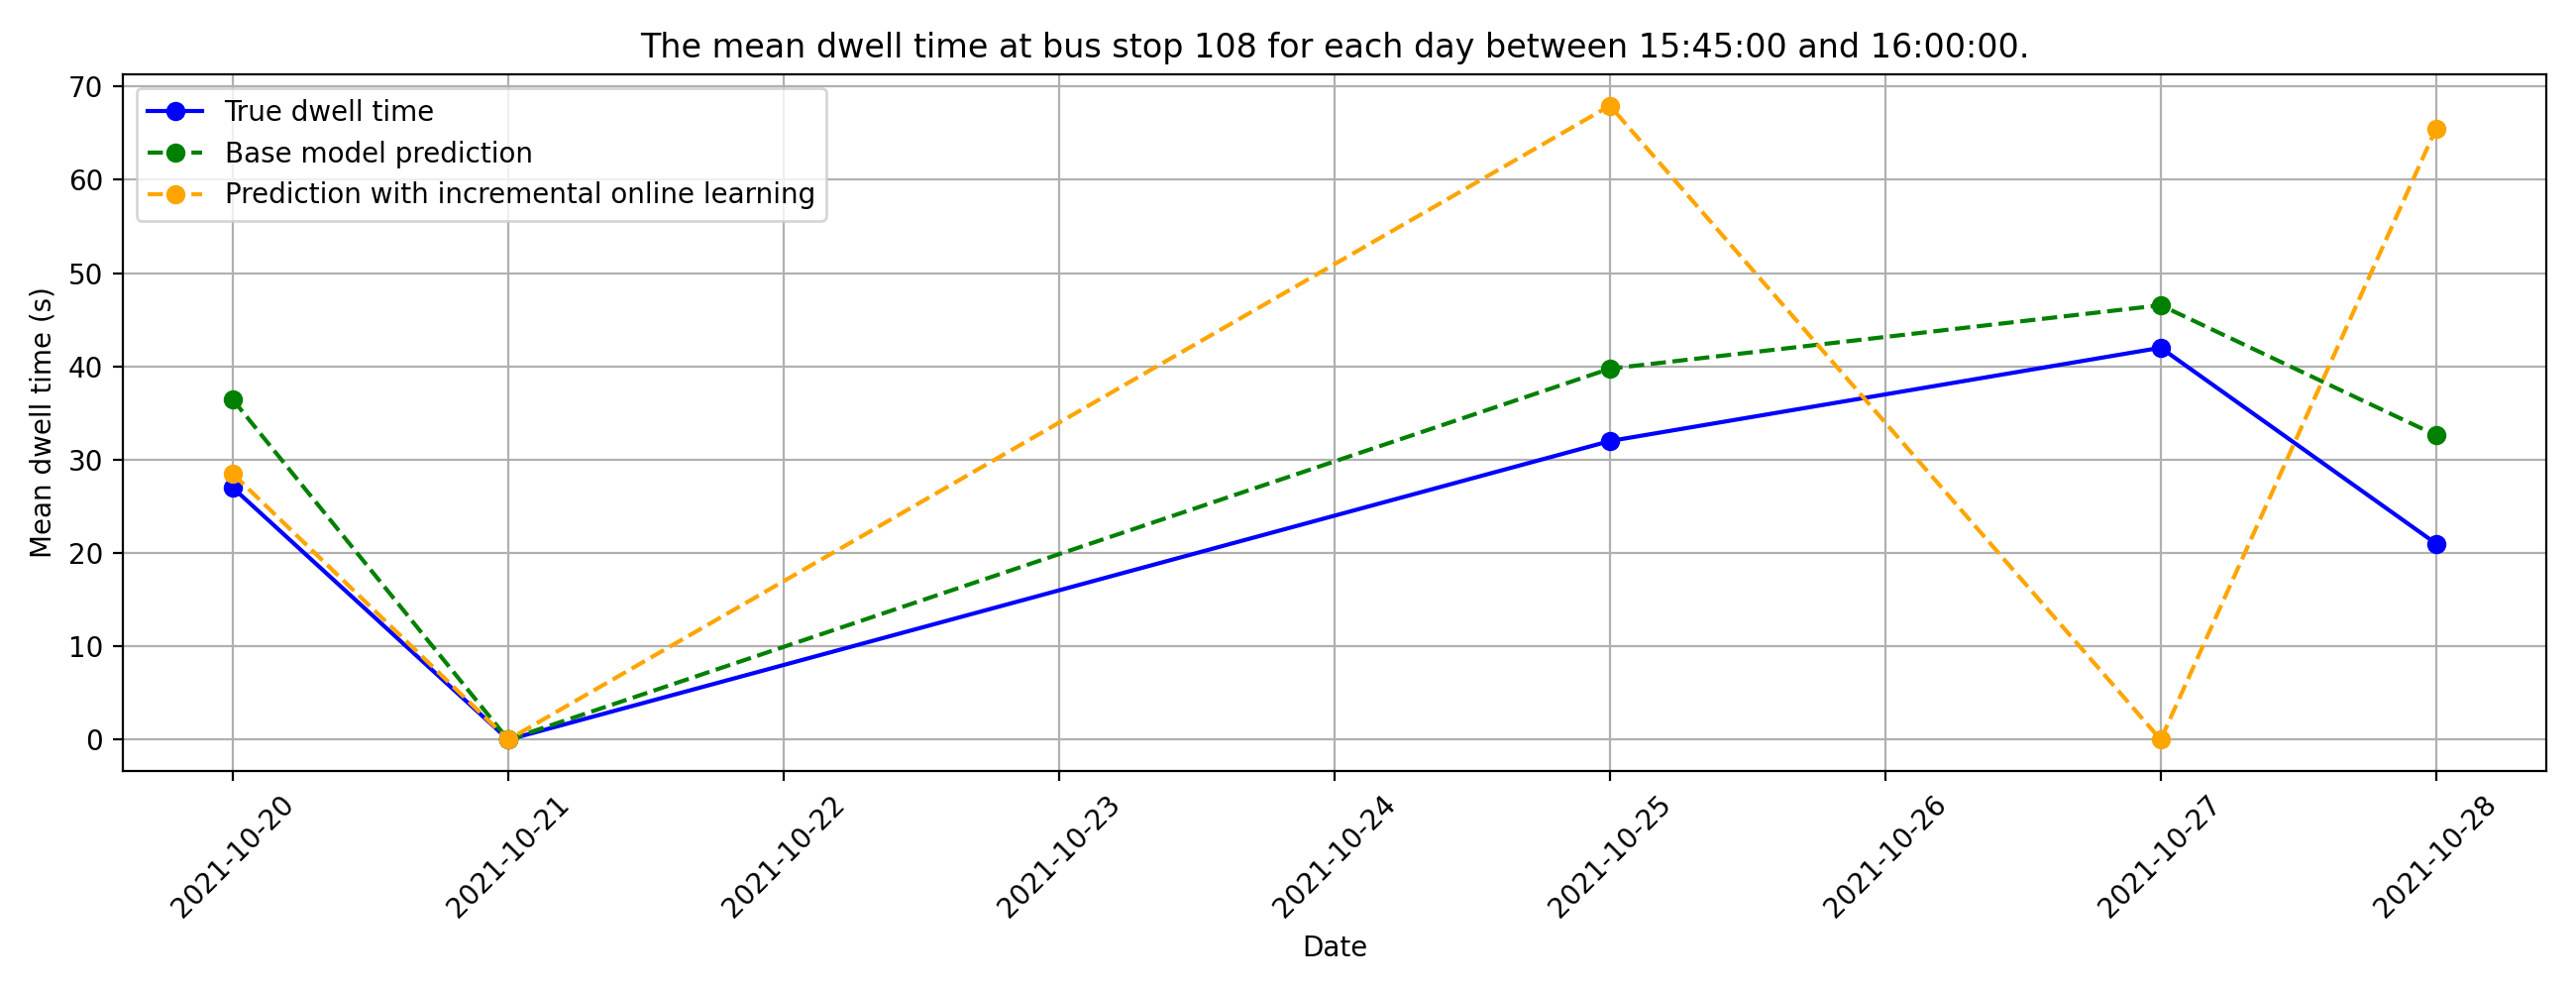 The mean dwell time at bus stop 108 for each day between 15:45:00 and 16:00:00.
True dwell time
Base model prediction
Prediction with incremental online learning
Mean dwell time (s)
70
60
50
40
30
20
10
0
2021-10-20
2021-10-21
2021-10-22
2021-10-23
2021-10-24
2021-10-25
2021-10-26
2021-10-27
2021-10-28
Date